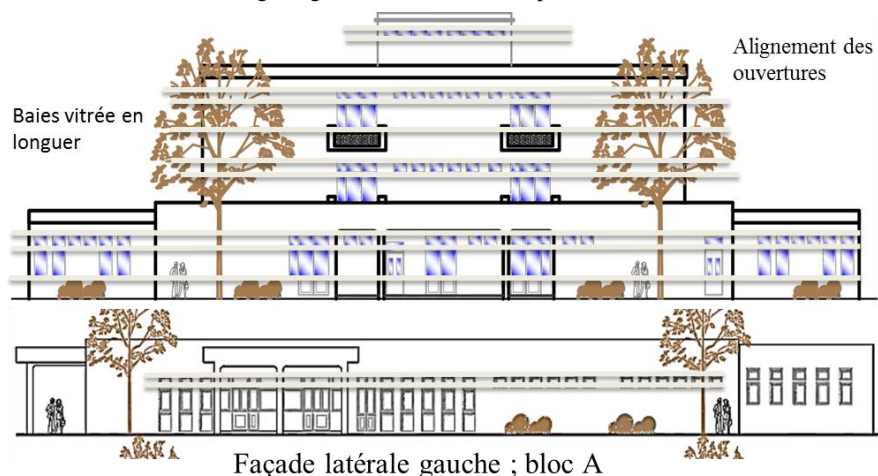 Alignement des
ouvertures
Baies vitrée en
longuer
Façade latérale gauche ; bloc A